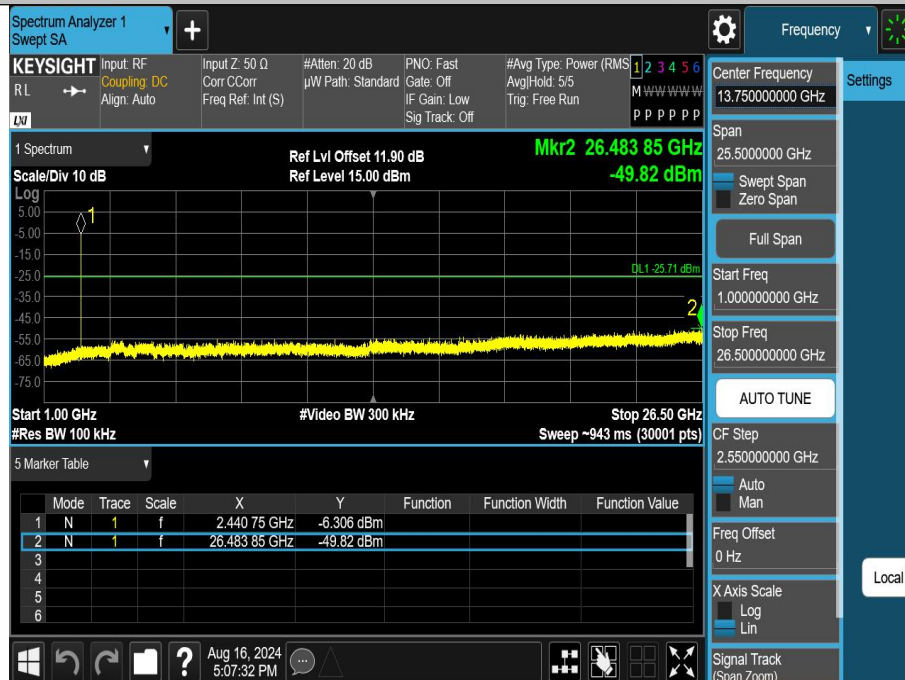 Spectrum Analyzer 1
Swept SA
Frequency
KEYSIGHT
RL
LXI
Input: RF
Coupling: DC
Align: Auto
Input Z: 50 Ω
Corr CCorr
Freq Ref: Int (S)
#Atten: 20 dB
µW Path: Standard
PNO: Fast
Gate: Off
IF Gain: Low
Sig Track: Off
#Avg Type: Power (RMS
Avg|Hold: 5/5
Trig: Free Run
1 2 3 4 5 6
M W W W W W
P P P P P P
Center Frequency
13.750000000 GHz
Settings
1 Spectrum
Scale/Div 10 dB
Ref Lvl Offset 11.90 dB
Ref Level 15.00 dBm
Mkr2 26.483 85 GHz
-49.82 dBm
Log
5.00
-5.00
-15.0
-25.0
-35.0
-45.0
-55.0
-65.0
-75.0
1
DL1 -25.71 dBm
2
Start 1.00 GHz
#Res BW 100 kHz
#Video BW 300 kHz
Stop 26.50 GHz
Sweep ~943 ms (30001 pts)
Span
25.5000000 GHz
Swept Span
Zero Span
Full Span
Start Freq
1.000000000 GHz
Stop Freq
26.500000000 GHz
AUTO TUNE
CF Step
2.550000000 GHz
Auto
Man
Freq Offset
0 Hz
X Axis Scale
Log
Lin
Signal Track
(Span Zoom)
Local
5 Marker Table
Mode Trace Scale X Y Function Function Width Function Value
1 N 1 f 2.440 75 GHz -6.306 dBm
2 N 1 f 26.483 85 GHz -49.82 dBm
3
4
5
6
?
Aug 16, 2024
5:07:32 PM